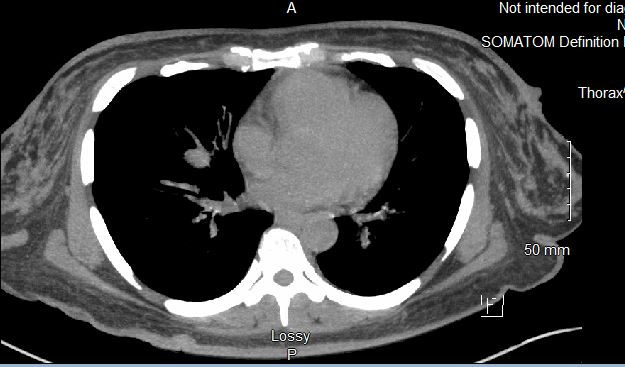 A
Not intended for dia
N
SOMATOM Definition
Thorax
50 mm
Lossy
P